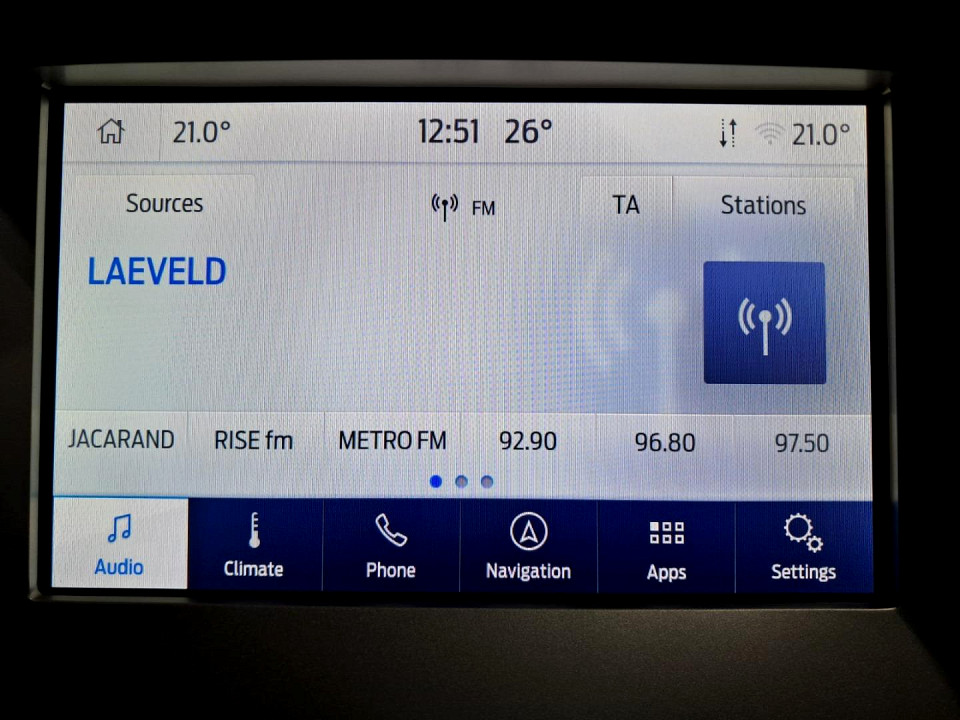 21.0° 12:51 26° 21.0°
Sources FM TA Stations
LAEVELD
JACARAND RISE fm METRO FM 92.90 96.80 97.50
Audio Climate Phone Navigation Apps Settings